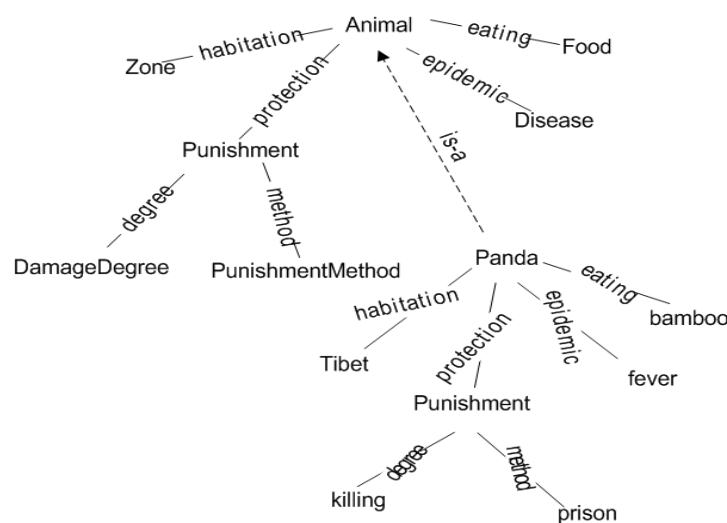 Animal
habitation
eating
Zone
Food
protection
epidemic
Disease
Punishment
is-a
degree
method
DamageDegree
PunishmentMethod
Panda
habitation
eating
protection
epidemic
bamboo
Tibet
fever
Punishment
degree
method
killing
prison